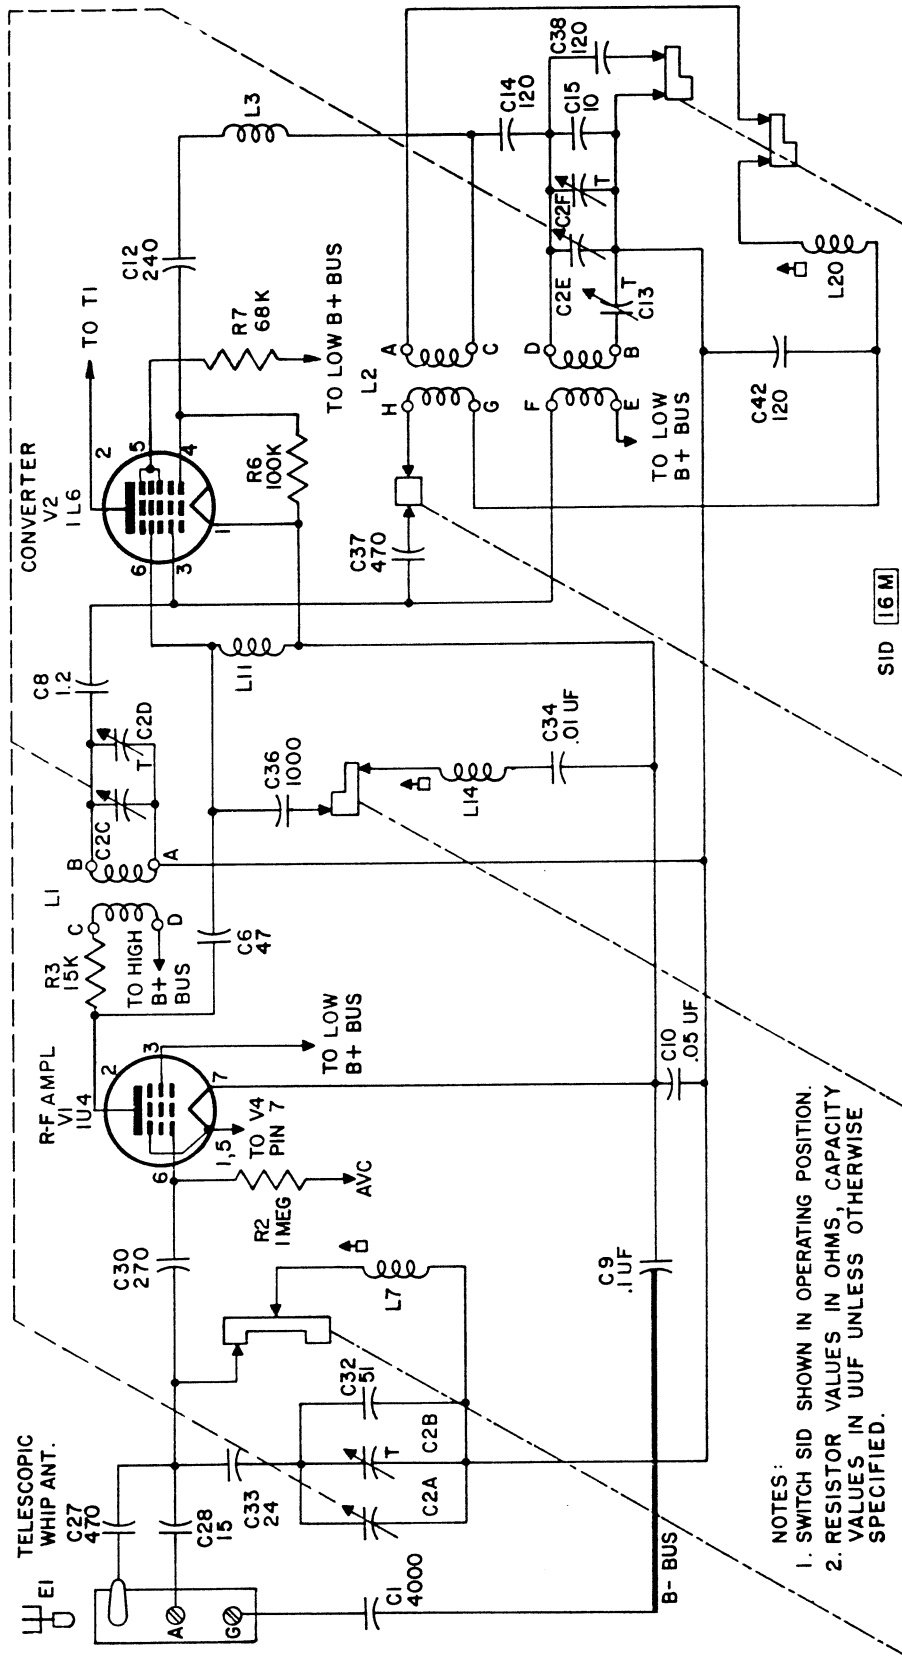 TELESCOPIC
WHIP ANT.
E1
C27
470
A
C28
15
G
C33
24
C1
4000
C2A
C2B
T
C32
51
L7
C30
270
R2
1MEG
AVC
R-F AMPL
V1
1U4
2
3
6
7
1,5
TO V4
PIN 7
TO LOW
B+ BUS
R3
15K
L1
C
D
B
A
TO HIGH
B+
BUS
C2C
C2D
T
C8
1.2
C6
47
C36
1000
L14
C34
.01 UF
L11
CONVERTER
V2
1L6
2
5
4
6
3
1
TO T1
R7
68K
TO LOW B+ BUS
R6
100K
C12
240
L3
C37
470
L2
H
A
G
C
F
D
E
B
TO LOW
B+ BUS
C14
120
C2E
C2F
T
C15
10
C38
120
T
C13
L20
C42
120
C9
.1UF
C10
.05 UF
B- BUS
S1D 16 M
NOTES:
1. SWITCH S1D SHOWN IN OPERATING POSITION.
2. RESISTOR VALUES IN OHMS, CAPACITY
VALUES IN UUF UNLESS OTHERWISE
SPECIFIED.